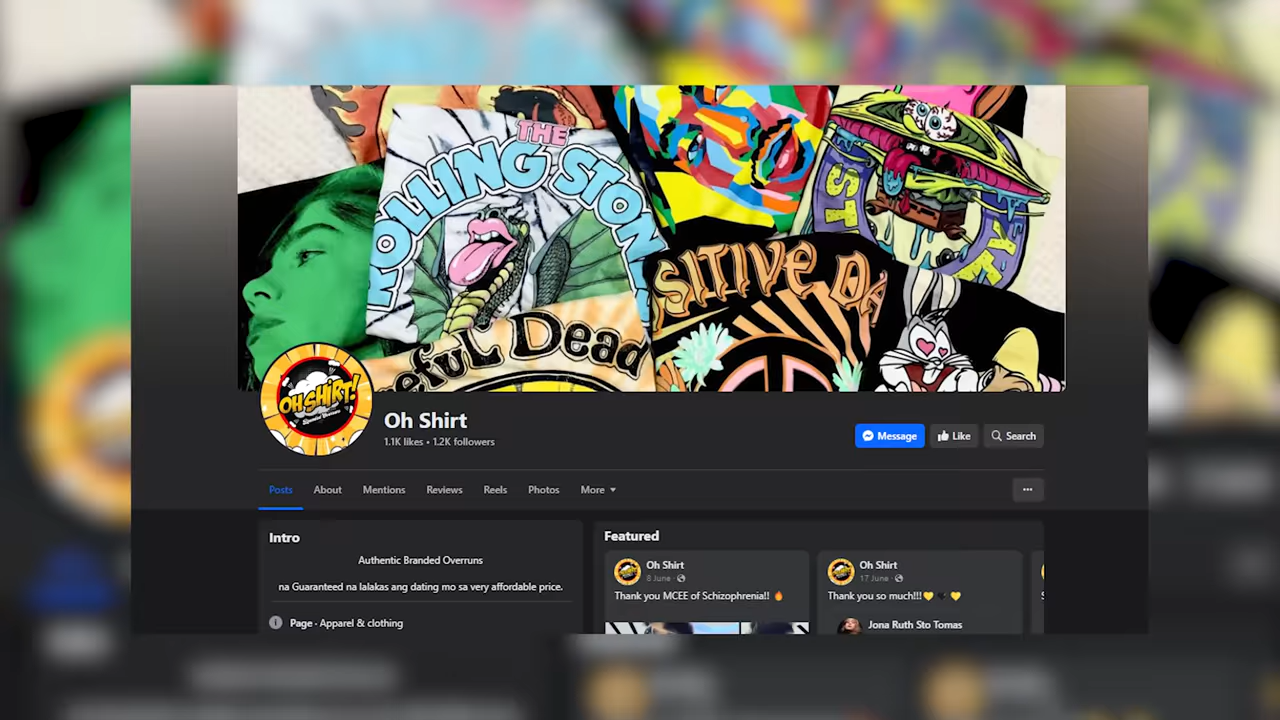 THE
ROLLING STON
ST
SITIVE DA
eful Dead
OH SHiRT!
Oh Shirt
1.1K likes • 1.2K followers
Message
Like
Search
Posts
About
Mentions
Reviews
Reels
Photos
More
Intro
Authentic Branded Overruns
na Guaranteed na lalakas ang dating mo sa very affordable price.
Page · Apparel & clothing
Featured
Oh Shirt
8 June
Thank you MCEE of Schizophrenia!! 🔥
Oh Shirt
17 June
Thank you so much!!!💛🖤💛
Jona Ruth Sto Tomas